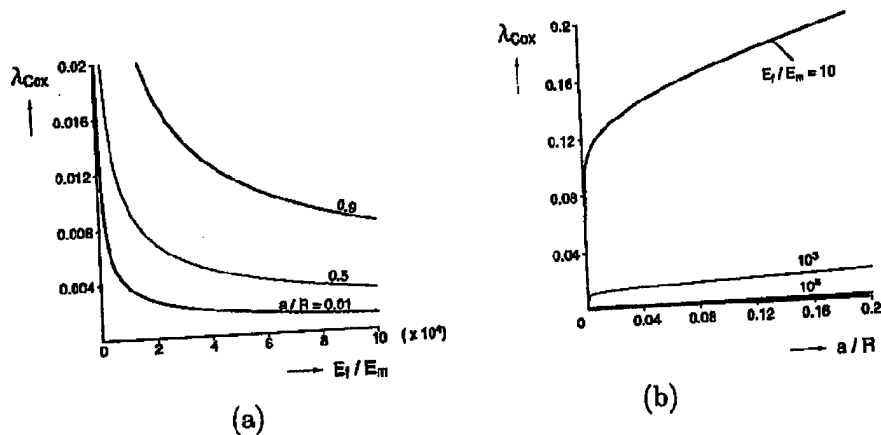 λCox
0.02
0.016
0.012
0.008
0.004
0.9
0.5
a/R = 0.01
0 2 4 6 8 10 (x 10⁴)
→ Ef/Em
(a)
λCox
0.2
0.16
0.12
0.08
0.04
Ef/Em = 10
10³
0 0.04 0.08 0.12 0.16 0.2
→ a/R
(b)